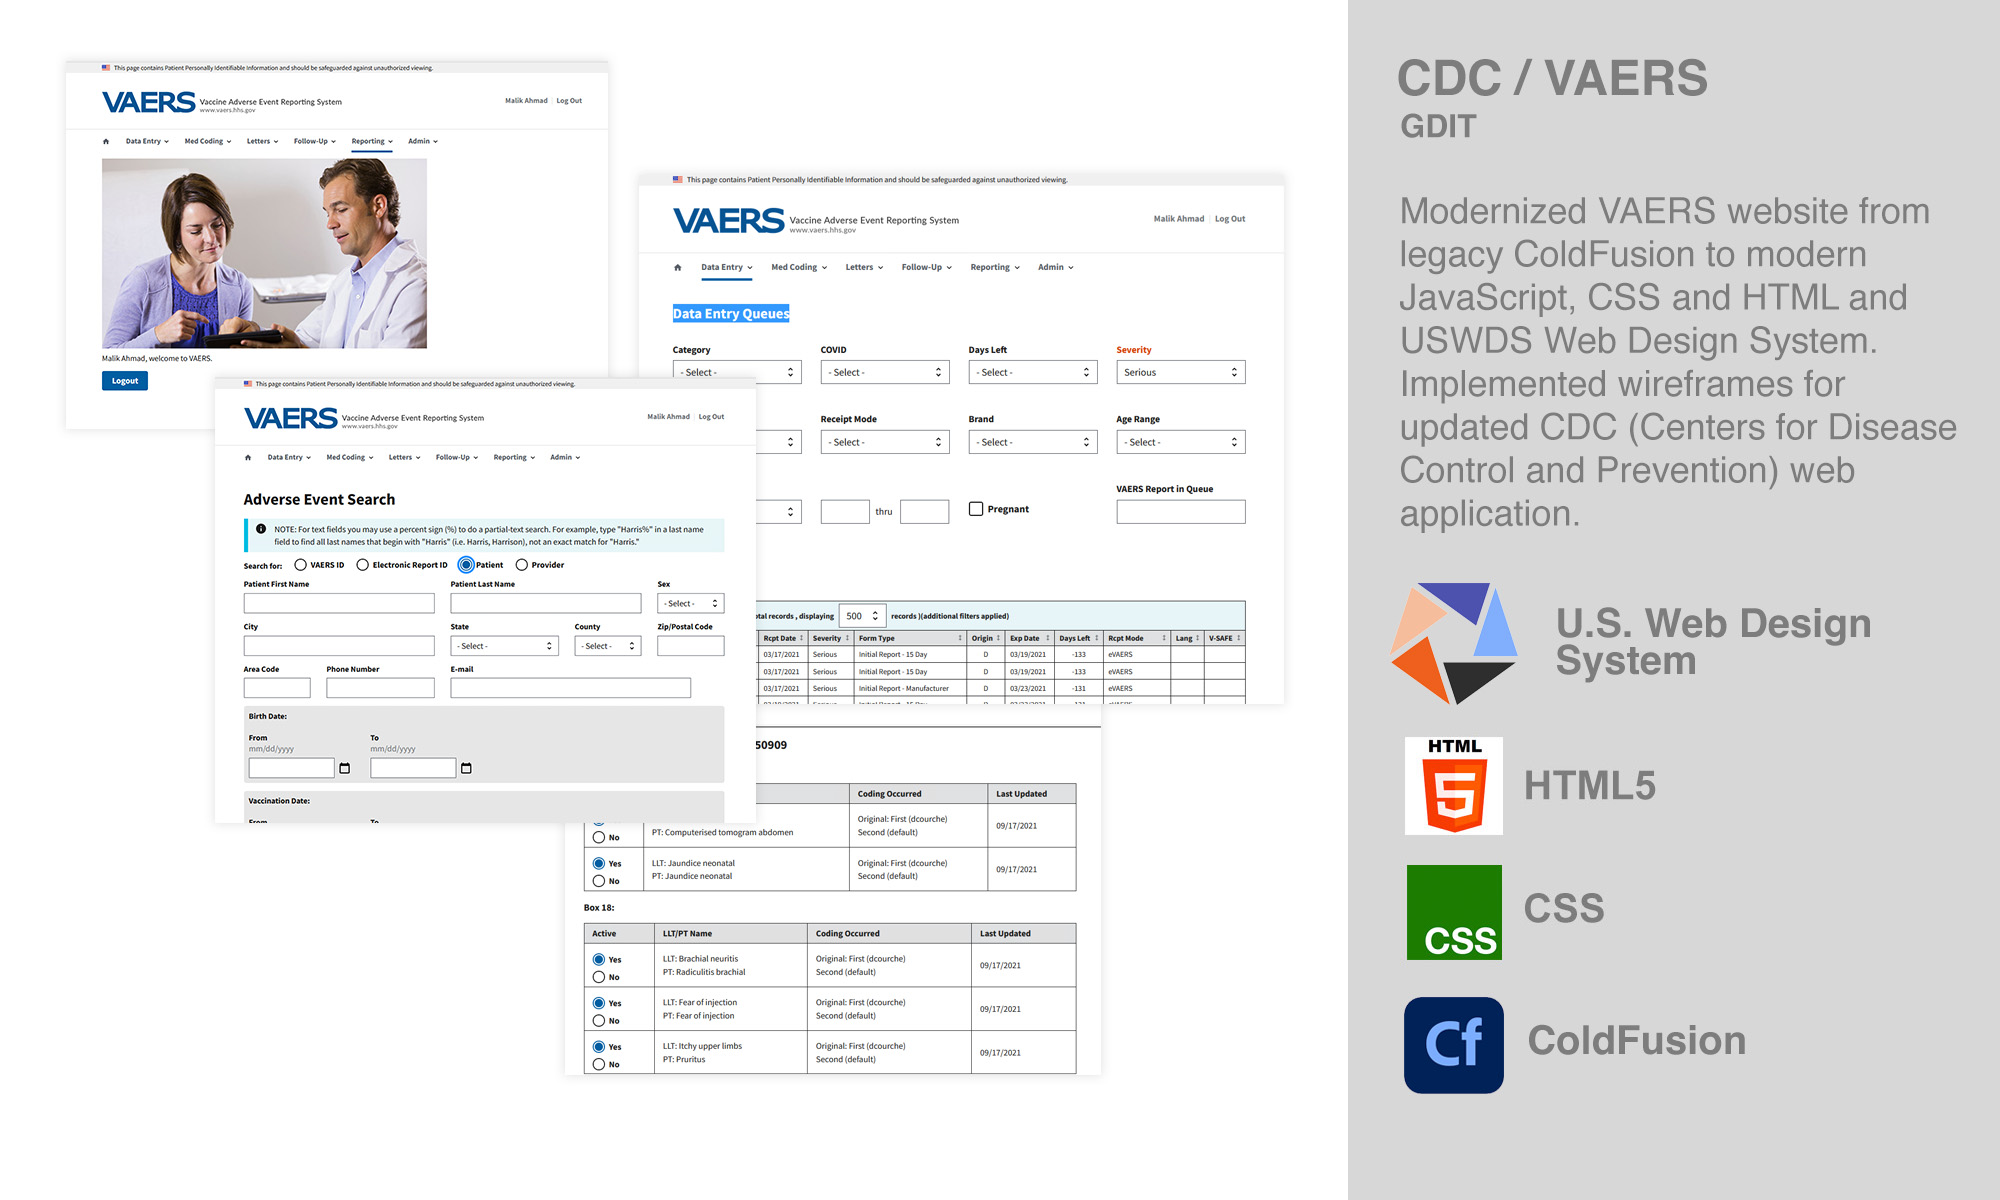 This page contains Patient Personally Identifiable Information and should be safeguarded against unauthorized viewing.
VAERS Vaccine Adverse Event Reporting System
www.vaers.hhs.gov
Malik Ahmad | Log Out
Data Entry Med Coding Letters Follow-Up Reporting Admin
Malik Ahmad, welcome to VAERS.
Logout
This page contains Patient Personally Identifiable Information and should be safeguarded against unauthorized viewing.
VAERS Vaccine Adverse Event Reporting System
www.vaers.hhs.gov
Malik Ahmad | Log Out
Data Entry Med Coding Letters Follow-Up Reporting Admin
Adverse Event Search
NOTE: For text fields you may use a percent sign (%) to do a partial-text search. For example, type "Harris%" in a last name
field to find all last names that begin with "Harris" (i.e. Harris, Harrison), not an exact match for "Harris."
Search for: VAERS ID Electronic Report ID Patient Provider
Patient First Name Patient Last Name Sex
- Select -
City State County Zip/Postal Code
- Select - - Select -
Area Code Phone Number E-mail
Birth Date:
From To
mm/dd/yyyy mm/dd/yyyy
Vaccination Date:
From To
This page contains Patient Personally Identifiable Information and should be safeguarded against unauthorized viewing.
VAERS Vaccine Adverse Event Reporting System
www.vaers.hhs.gov
Malik Ahmad | Log Out
Data Entry Med Coding Letters Follow-Up Reporting Admin
Data Entry Queues
Category COVID Days Left Severity
- Select - - Select - - Select - Serious
Receipt Mode Brand Age Range
- Select - - Select - - Select -
VAERS Report in Queue
thru Pregnant
tal records , displaying 500 records )(additional filters applied)
Rcpt Date Severity Form Type Origin Exp Date Days Left Rcpt Mode Lang V-SAFE
03/17/2021 Serious Initial Report - 15 Day D 03/19/2021 -133 eVAERS
03/17/2021 Serious Initial Report - 15 Day D 03/19/2021 -133 eVAERS
03/17/2021 Serious Initial Report - Manufacturer D 03/23/2021 -131 eVAERS
50909
Coding Occurred Last Updated
Original: First (dcourche)
No PT: Computerised tomogram abdomen Second (default) 09/17/2021
Yes LLT: Jaundice neonatal Original: First (dcourche)
No PT: Jaundice neonatal Second (default) 09/17/2021
Box 18:
Active LLT/PT Name Coding Occurred Last Updated
Yes LLT: Brachial neuritis Original: First (dcourche)
No PT: Radiculitis brachial Second (default) 09/17/2021
Yes LLT: Fear of injection Original: First (dcourche)
No PT: Fear of injection Second (default) 09/17/2021
Yes LLT: Itchy upper limbs Original: First (dcourche)
No PT: Pruritus Second (default) 09/17/2021
CDC / VAERS
GDIT
Modernized VAERS website from
legacy ColdFusion to modern
JavaScript, CSS and HTML and
USWDS Web Design System.
Implemented wireframes for
updated CDC (Centers for Disease
Control and Prevention) web
application.
U.S. Web Design
System
HTML
5
HTML5
CSS
CSS
Cf
ColdFusion